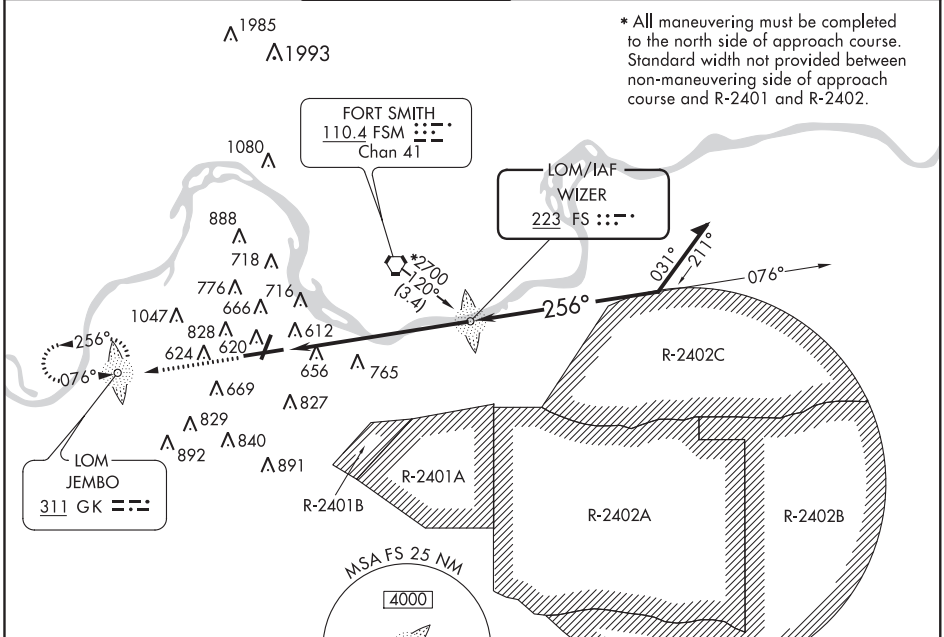 1985
1993
* All maneuvering must be completed
to the north side of approach course.
Standard width not provided between
non-maneuvering side of approach
course and R-2401 and R-2402.
FORT SMITH
110.4 FSM
Chan 41
1080
LOM/IAF
WIZER
223 FS
888
718
776
716
666
1047
828
612
624
620
656
765
669
827
829
840
892
891
*2700
120°
(3.4)
031°
211°
076°
256°
256°
076°
R-2402C
LOM
JEMBO
311 GK
R-2401B
R-2401A
R-2402A
R-2402B
MSA FS 25 NM
4000